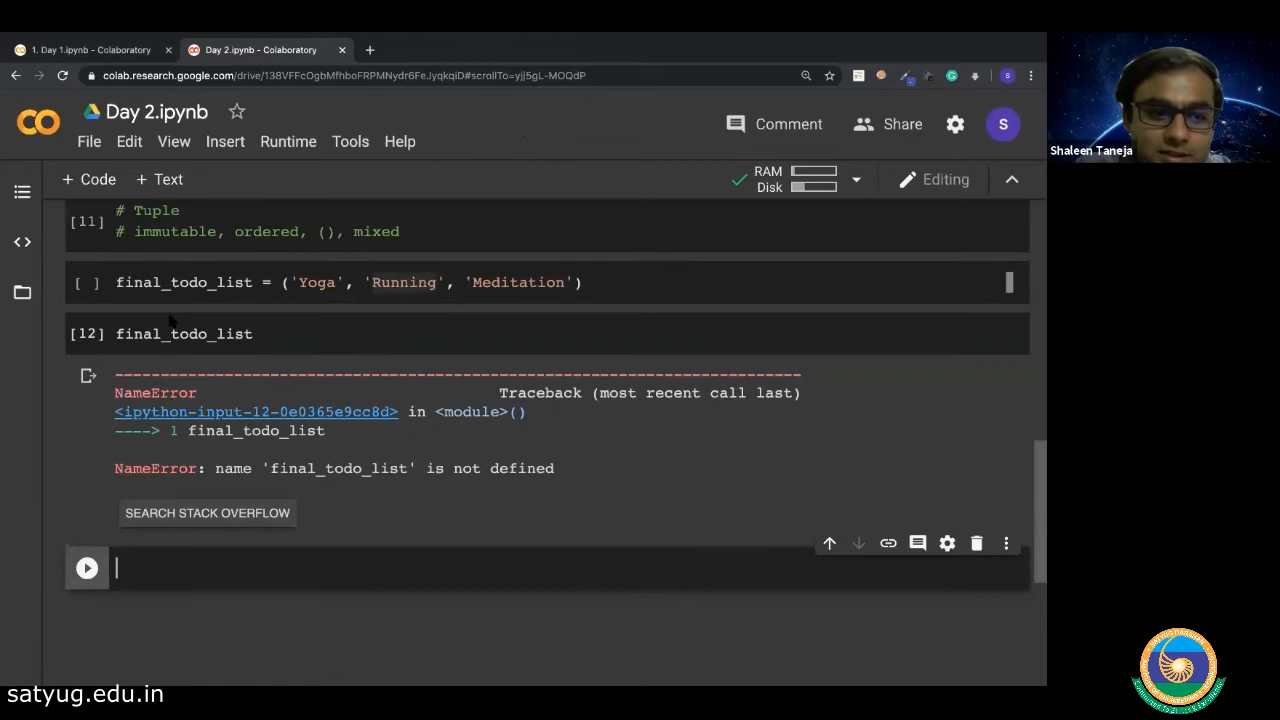 1. Day 1.ipynb - Colaboratory
Day 2.ipynb - Colaboratory
colab.research.google.com/drive/138VFFcOgbMfhboFRPMNydr6FeJyqkqiD#scrollTo=yjj5gL-MOQdP
Day 2.ipynb
File Edit View Insert Runtime Tools Help
Comment
Share
S
+ Code + Text
RAM
Disk
Editing
[11] # Tuple
# immutable, ordered, (), mixed
[ ] final_todo_list = ('Yoga', 'Running', 'Meditation')
[12] final_todo_list
NameError Traceback (most recent call last)
<ipython-input-12-0e0365e9cc8d> in <module>()
----> 1 final_todo_list
NameError: name 'final_todo_list' is not defined
SEARCH STACK OVERFLOW
Shaleen Taneja
satyug.edu.in